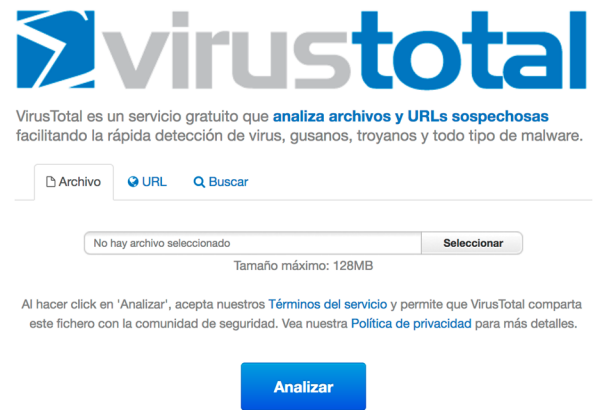 virustotal
VirusTotal es un servicio gratuito que analiza archivos y URLs sospechosas
facilitando la rápida detección de virus, gusanos, troyanos y todo tipo de malware.
Archivo URL Buscar
No hay archivo seleccionado Seleccionar
Tamaño máximo: 128MB
Al hacer click en 'Analizar', acepta nuestros Términos del servicio y permite que VirusTotal comparta
este fichero con la comunidad de seguridad. Vea nuestra Política de privacidad para más detalles.
Analizar